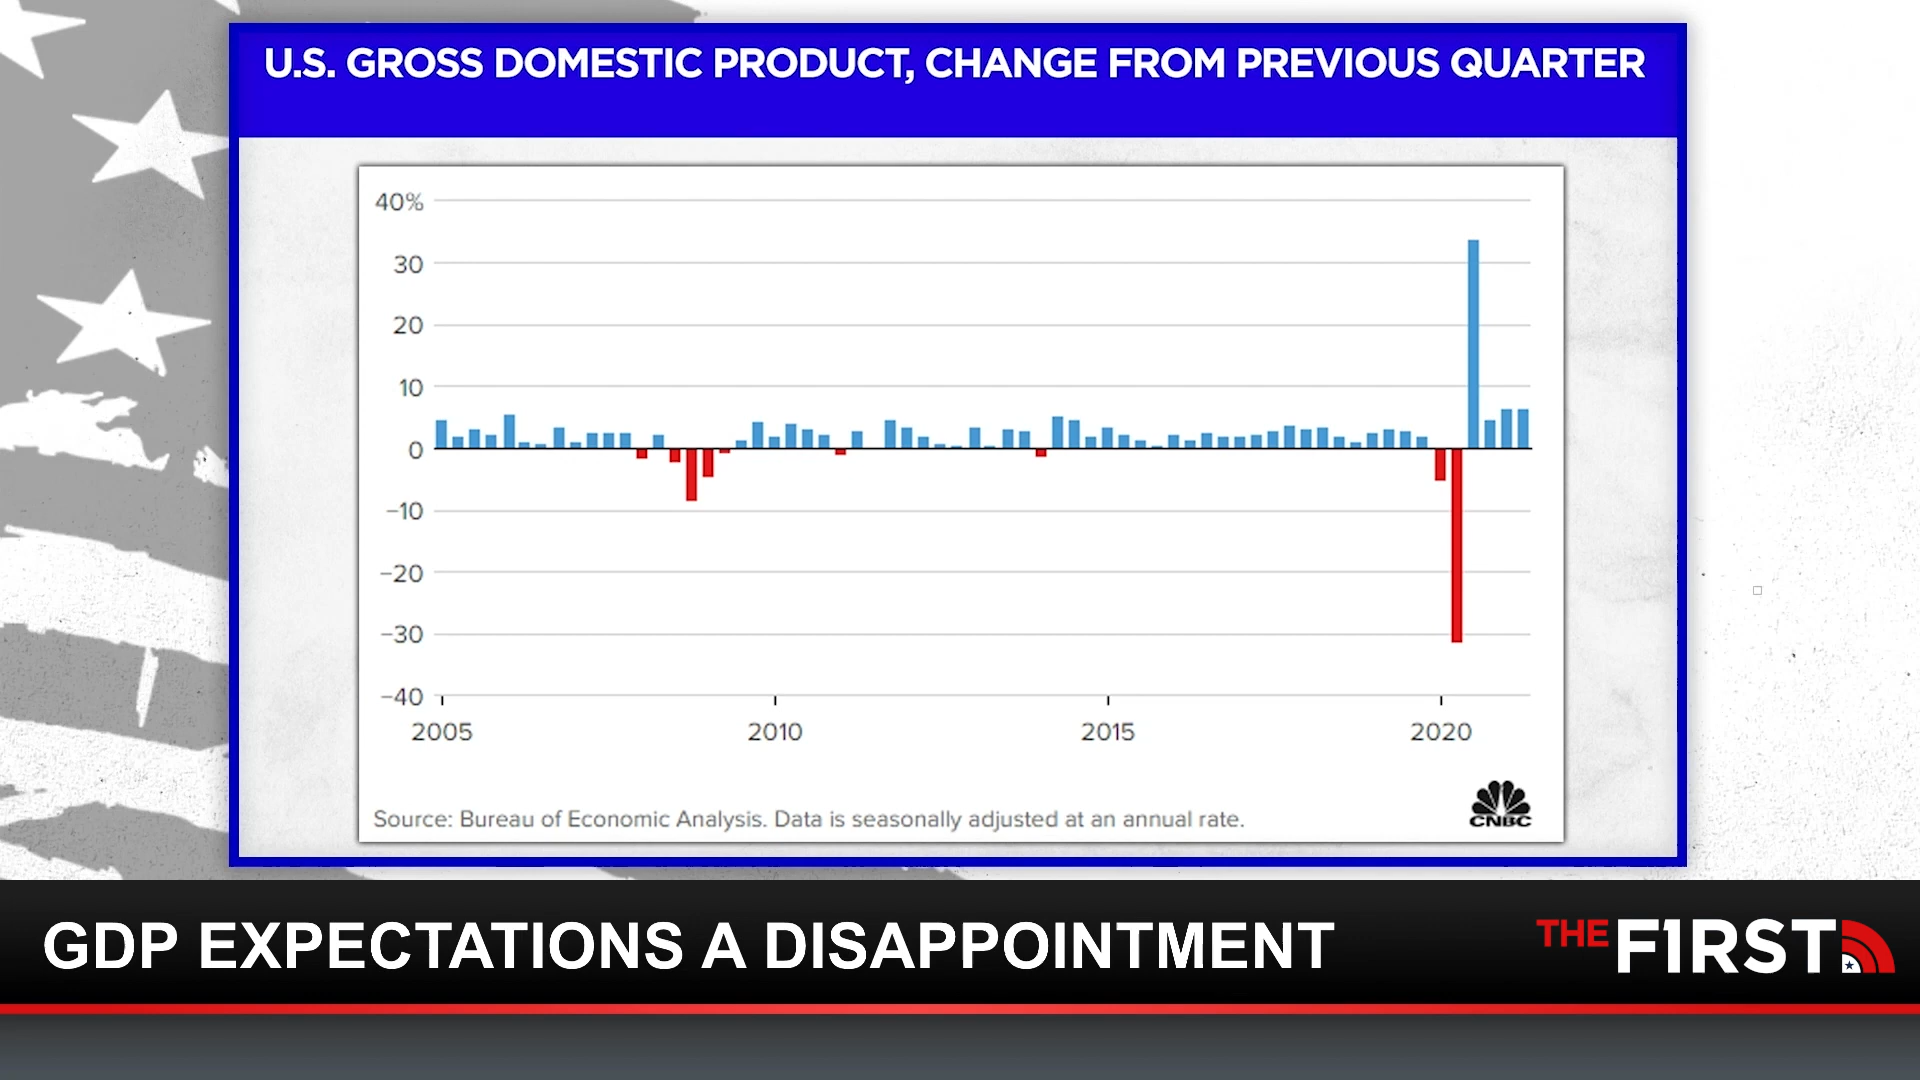 U.S. GROSS DOMESTIC PRODUCT, CHANGE FROM PREVIOUS QUARTER
40%
30
20
10
0
−10
−20
−30
−40
2005 2010 2015 2020
CNBC
Source: Bureau of Economic Analysis. Data is seasonally adjusted at an annual rate.
GDP EXPECTATIONS A DISAPPOINTMENT
THE F1RST